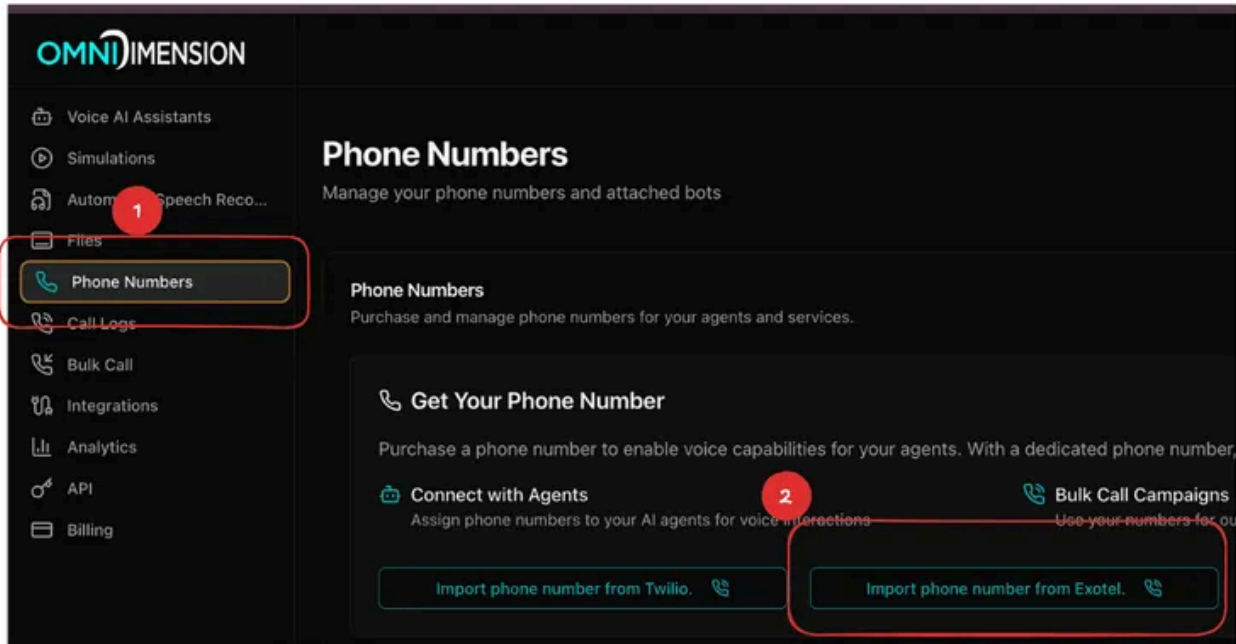 OMNIDIMENSION
Voice AI Assistants
Simulations
Autom Speech Reco...
1
Files
Phone Numbers
Call Logs
Bulk Call
Integrations
Analytics
API
Billing
Phone Numbers
Manage your phone numbers and attached bots
Phone Numbers
Purchase and manage phone numbers for your agents and services.
Get Your Phone Number
Purchase a phone number to enable voice capabilities for your agents. With a dedicated phone number,
Connect with Agents
Assign phone numbers to your AI agents for voice interactions
2
Bulk Call Campaigns
Use your numbers for ou
Import phone number from Twilio.
Import phone number from Exotel.